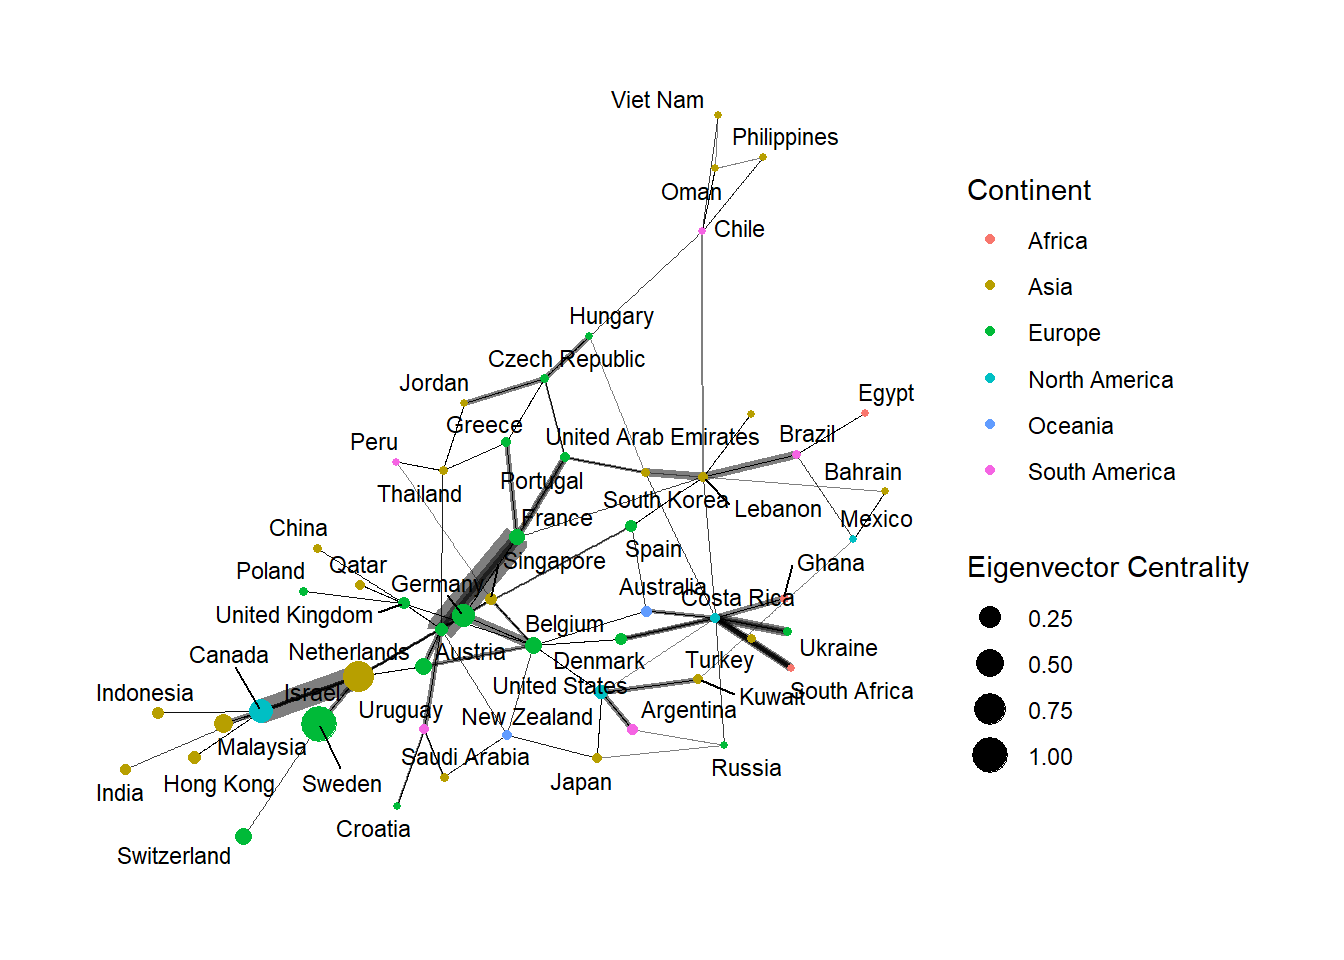 Viet Nam
Philippines
Oman
Chile
Hungary
Czech Republic
Jordan
Egypt
Greece
Peru
United Arab Emirates
Brazil
Thailand
Portugal
Bahrain
South Korea
Lebanon
France
Mexico
China
Spain
Singapore
Qatar
Ghana
Poland
Germany
Australia
Costa Rica
United Kingdom
Belgium
Ukraine
Canada
Netherlands
Austria
Denmark
Turkey
Indonesia
Israel
United States
Kuwait
South Africa
Uruguay
New Zealand
Argentina
Malaysia
Saudi Arabia
Russia
India
Hong Kong
Sweden
Japan
Croatia
Switzerland
Continent
Africa
Asia
Europe
North America
Oceania
South America
Eigenvector Centrality
0.25
0.50
0.75
1.00